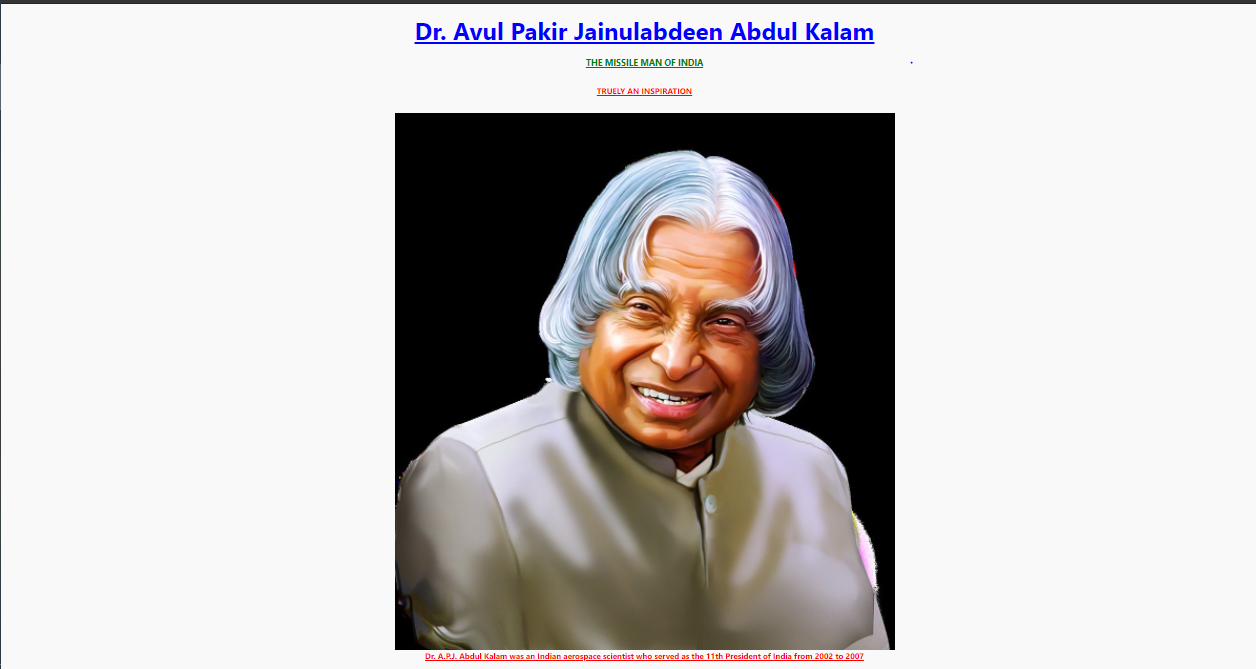 Dr. Avul Pakir Jainulabdeen Abdul Kalam
THE MISSILE MAN OF INDIA
TRUELY AN INSPIRATION
Dr. A.P.J. Abdul Kalam was an Indian aerospace scientist who served as the 11th President of India from 2002 to 2007